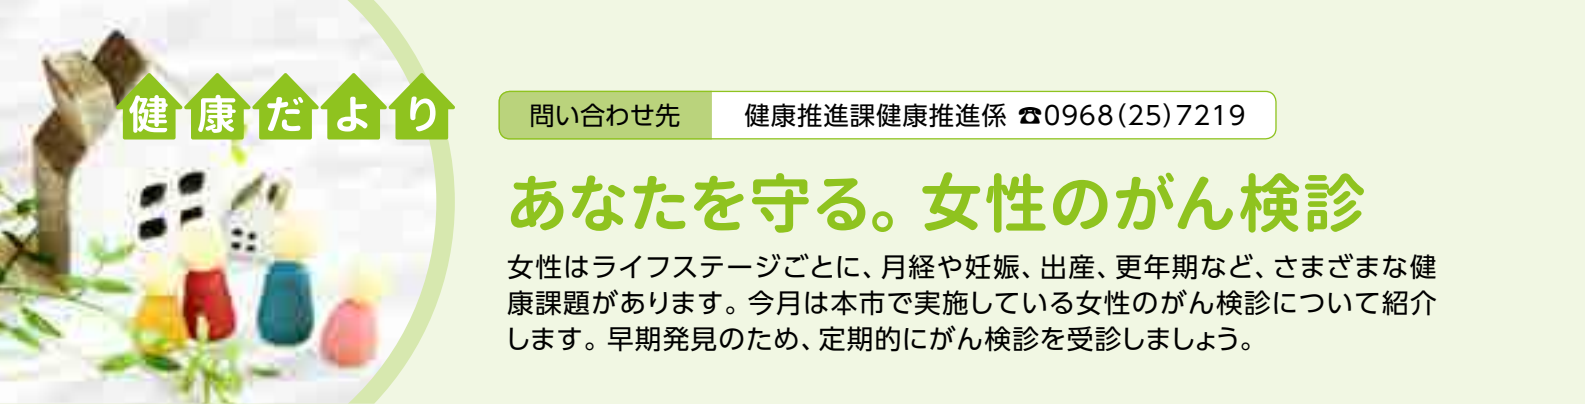 健康だより
問い合わせ先 健康推進課健康推進係 ☎0968(25)7219
あなたを守る。女性のがん検診
女性はライフステージごとに、月経や妊娠、出産、更年期など、さまざまな健
康課題があります。今月は本市で実施している女性のがん検診について紹介
します。早期発見のため、定期的にがん検診を受診しましょう。